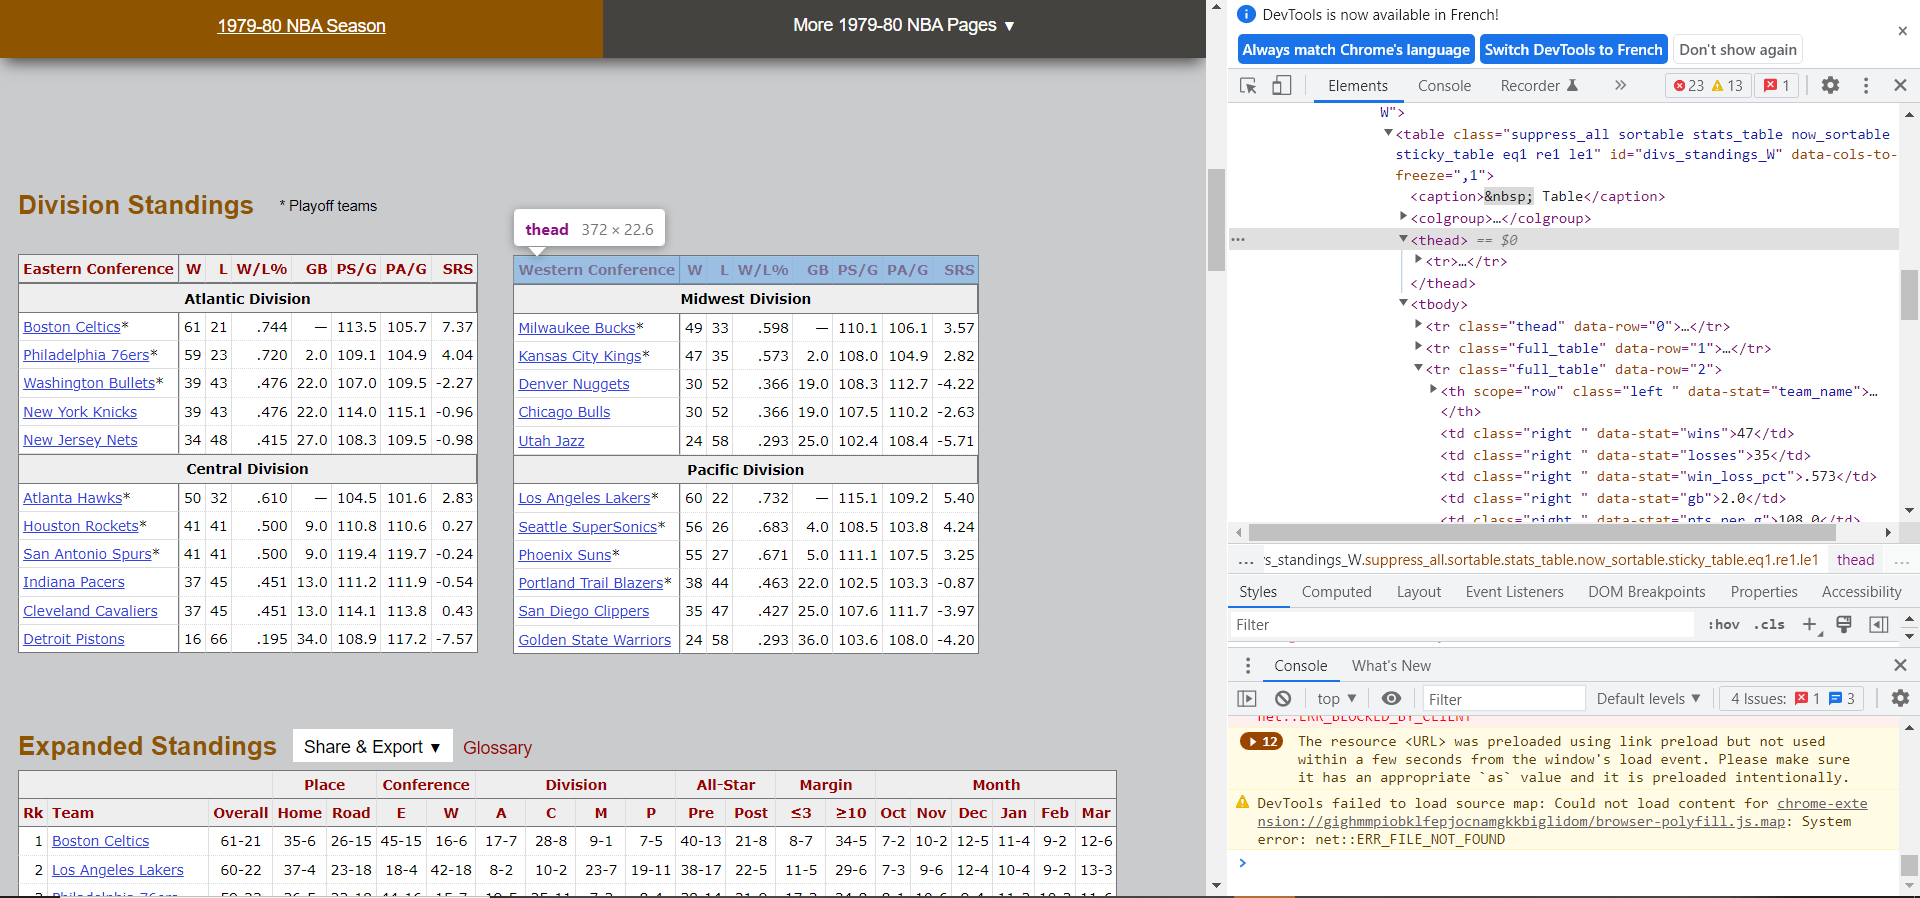 1979-80 NBA Season
More 1979-80 NBA Pages ▼
Division Standings * Playoff teams
thead 372 × 22.6
Eastern Conference W L W/L% GB PS/G PA/G SRS
Atlantic Division
Boston Celtics* 61 21 .744 — 113.5 105.7 7.37
Philadelphia 76ers* 59 23 .720 2.0 109.1 104.9 4.04
Washington Bullets* 39 43 .476 22.0 107.0 109.5 -2.27
New York Knicks 39 43 .476 22.0 114.0 115.1 -0.96
New Jersey Nets 34 48 .415 27.0 108.3 109.5 -0.98
Central Division
Atlanta Hawks* 50 32 .610 — 104.5 101.6 2.83
Houston Rockets* 41 41 .500 9.0 110.8 110.6 0.27
San Antonio Spurs* 41 41 .500 9.0 119.4 119.7 -0.24
Indiana Pacers 37 45 .451 13.0 111.2 111.9 -0.54
Cleveland Cavaliers 37 45 .451 13.0 114.1 113.8 0.43
Detroit Pistons 16 66 .195 34.0 108.9 117.2 -7.57
Western Conference W L W/L% GB PS/G PA/G SRS
Midwest Division
Milwaukee Bucks* 49 33 .598 — 110.1 106.1 3.57
Kansas City Kings* 47 35 .573 2.0 108.0 104.9 2.82
Denver Nuggets 30 52 .366 19.0 108.3 112.7 -4.22
Chicago Bulls 30 52 .366 19.0 107.5 110.2 -2.63
Utah Jazz 24 58 .293 25.0 102.4 108.4 -5.71
Pacific Division
Los Angeles Lakers* 60 22 .732 — 115.1 109.2 5.40
Seattle SuperSonics* 56 26 .683 4.0 108.5 103.8 4.24
Phoenix Suns* 55 27 .671 5.0 111.1 107.5 3.25
Portland Trail Blazers* 38 44 .463 22.0 102.5 103.3 -0.87
San Diego Clippers 35 47 .427 25.0 107.6 111.7 -3.97
Golden State Warriors 24 58 .293 36.0 103.6 108.0 -4.20
Expanded Standings Share & Export ▼ Glossary
Place Conference Division All-Star Margin Month
Rk Team Overall Home Road E W A C M P Pre Post ≤3 ≥10 Oct Nov Dec Jan Feb Mar
1 Boston Celtics 61-21 35-6 26-15 45-15 16-6 17-7 28-8 9-1 7-5 40-13 21-8 8-7 34-5 7-2 10-2 12-5 11-4 9-2 12-6
2 Los Angeles Lakers 60-22 37-4 23-18 18-4 42-18 8-2 10-2 23-7 19-11 38-17 22-5 11-5 29-6 7-3 9-6 12-4 10-4 9-2 13-3
DevTools is now available in French!
Always match Chrome's language Switch DevTools to French Don't show again
Elements Console Recorder » 23 13 1
W">
<table class="suppress_all sortable stats_table now_sortable
sticky_table eq1 re1 le1" id="divs_standings_W" data-cols-to-
freeze=",1">
<caption>&nbsp; Table</caption>
<colgroup>…</colgroup>
<thead> == $0
<tr>…</tr>
</thead>
<tbody>
<tr class="thead" data-row="0">…</tr>
<tr class="full_table" data-row="1">…</tr>
<tr class="full_table" data-row="2">
<th scope="row" class="left " data-stat="team_name">…
</th>
<td class="right " data-stat="wins">47</td>
<td class="right " data-stat="losses">35</td>
<td class="right " data-stat="win_loss_pct">.573</td>
<td class="right " data-stat="gb">2.0</td>
<td class="right " data-stat="pts_per_g">108.0</td>
… s_standings_W.suppress_all.sortable.stats_table.now_sortable.sticky_table.eq1.re1.le1 thead …
Styles Computed Layout Event Listeners DOM Breakpoints Properties Accessibility
Filter :hov .cls +
Console What's New
top ▼ Filter Default levels ▼ 4 Issues: 1 3
net::ERR_BLOCKED_BY_CLIENT
12 The resource <URL> was preloaded using link preload but not used
within a few seconds from the window's load event. Please make sure
it has an appropriate `as` value and it is preloaded intentionally.
DevTools failed to load source map: Could not load content for chrome-exte
nsion://gighmmpiobklfepjocnamgkkbiglidom/browser-polyfill.js.map: System
error: net::ERR_FILE_NOT_FOUND